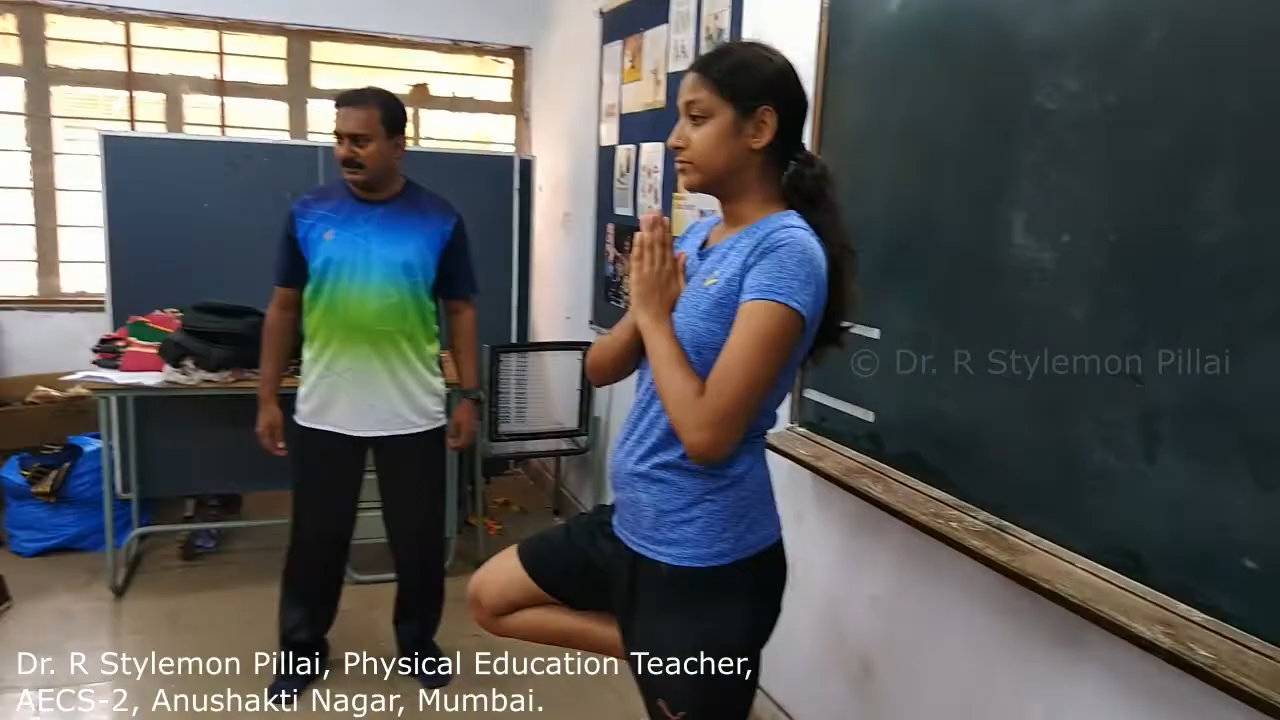 © Dr. R Stylemon Pillai
Dr. R Stylemon Pillai, Physical Education Teacher,
AECS-2, Anushakti Nagar, Mumbai.